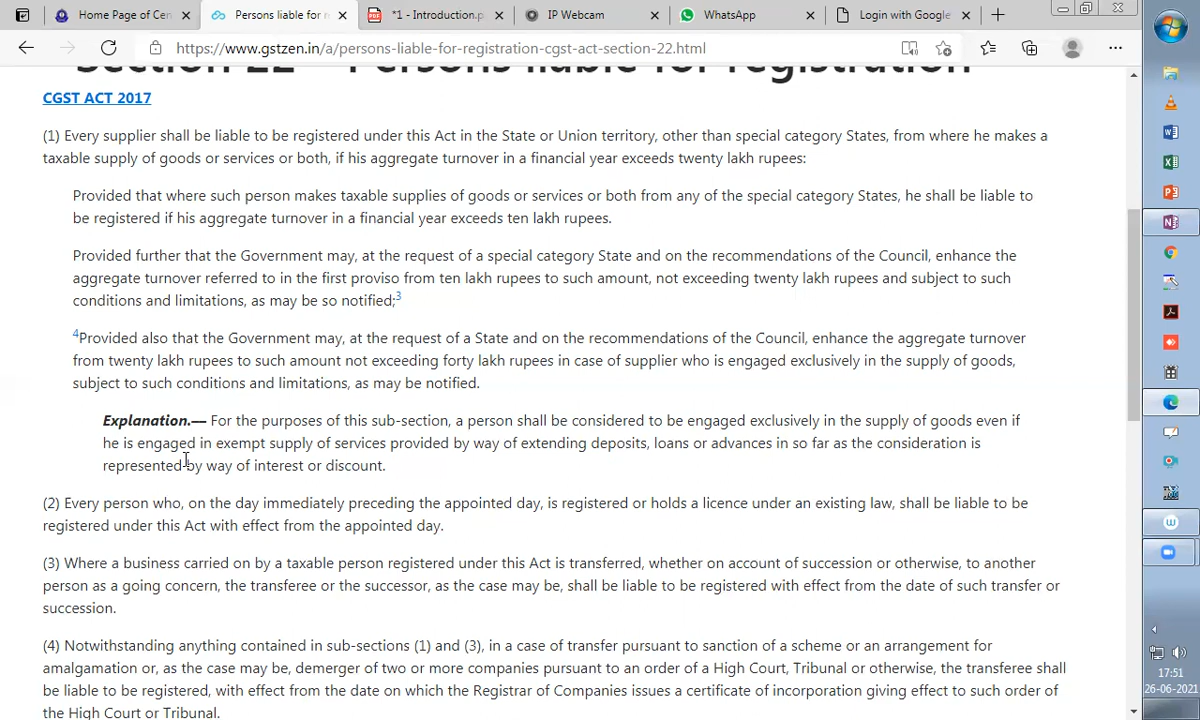 Home Page of Cen
Persons liable for r
*1 - Introduction.p
IP Webcam
WhatsApp
Login with Google
https://www.gstzen.in/a/persons-liable-for-registration-cgst-act-section-22.html
Section 22 – Persons liable for registration
CGST ACT 2017
(1) Every supplier shall be liable to be registered under this Act in the State or Union territory, other than special category States, from where he makes a
taxable supply of goods or services or both, if his aggregate turnover in a financial year exceeds twenty lakh rupees:
Provided that where such person makes taxable supplies of goods or services or both from any of the special category States, he shall be liable to
be registered if his aggregate turnover in a financial year exceeds ten lakh rupees.
Provided further that the Government may, at the request of a special category State and on the recommendations of the Council, enhance the
aggregate turnover referred to in the first proviso from ten lakh rupees to such amount, not exceeding twenty lakh rupees and subject to such
conditions and limitations, as may be so notified;3
4Provided also that the Government may, at the request of a State and on the recommendations of the Council, enhance the aggregate turnover
from twenty lakh rupees to such amount not exceeding forty lakh rupees in case of supplier who is engaged exclusively in the supply of goods,
subject to such conditions and limitations, as may be notified.
Explanation.–– For the purposes of this sub-section, a person shall be considered to be engaged exclusively in the supply of goods even if
he is engaged in exempt supply of services provided by way of extending deposits, loans or advances in so far as the consideration is
represented by way of interest or discount.
(2) Every person who, on the day immediately preceding the appointed day, is registered or holds a licence under an existing law, shall be liable to be
registered under this Act with effect from the appointed day.
(3) Where a business carried on by a taxable person registered under this Act is transferred, whether on account of succession or otherwise, to another
person as a going concern, the transferee or the successor, as the case may be, shall be liable to be registered with effect from the date of such transfer or
succession.
(4) Notwithstanding anything contained in sub-sections (1) and (3), in a case of transfer pursuant to sanction of a scheme or an arrangement for
amalgamation or, as the case may be, demerger of two or more companies pursuant to an order of a High Court, Tribunal or otherwise, the transferee shall
be liable to be registered, with effect from the date on which the Registrar of Companies issues a certificate of incorporation giving effect to such order of
the High Court or Tribunal.
17:51
26-06-2021